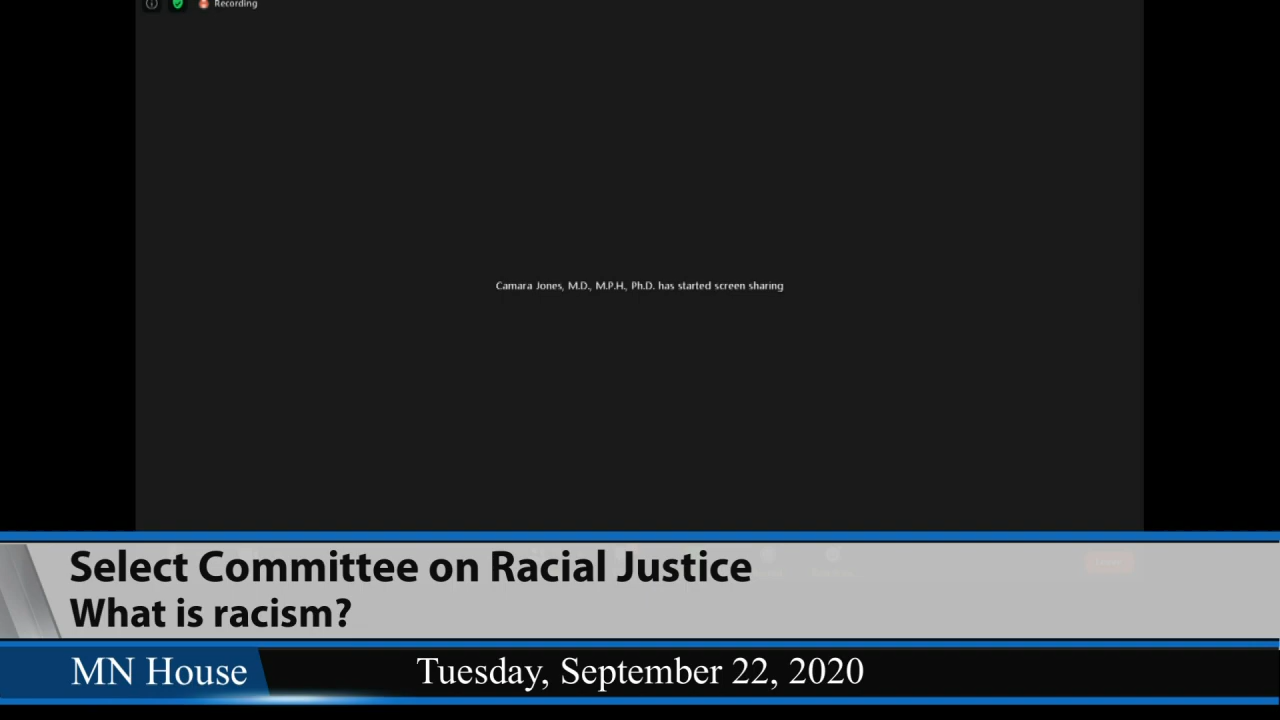 Recording
Camara Jones, M.D., M.P.H., Ph.D. has started screen sharing
Select Committee on Racial Justice
What is racism?
MN House
Tuesday, September 22, 2020